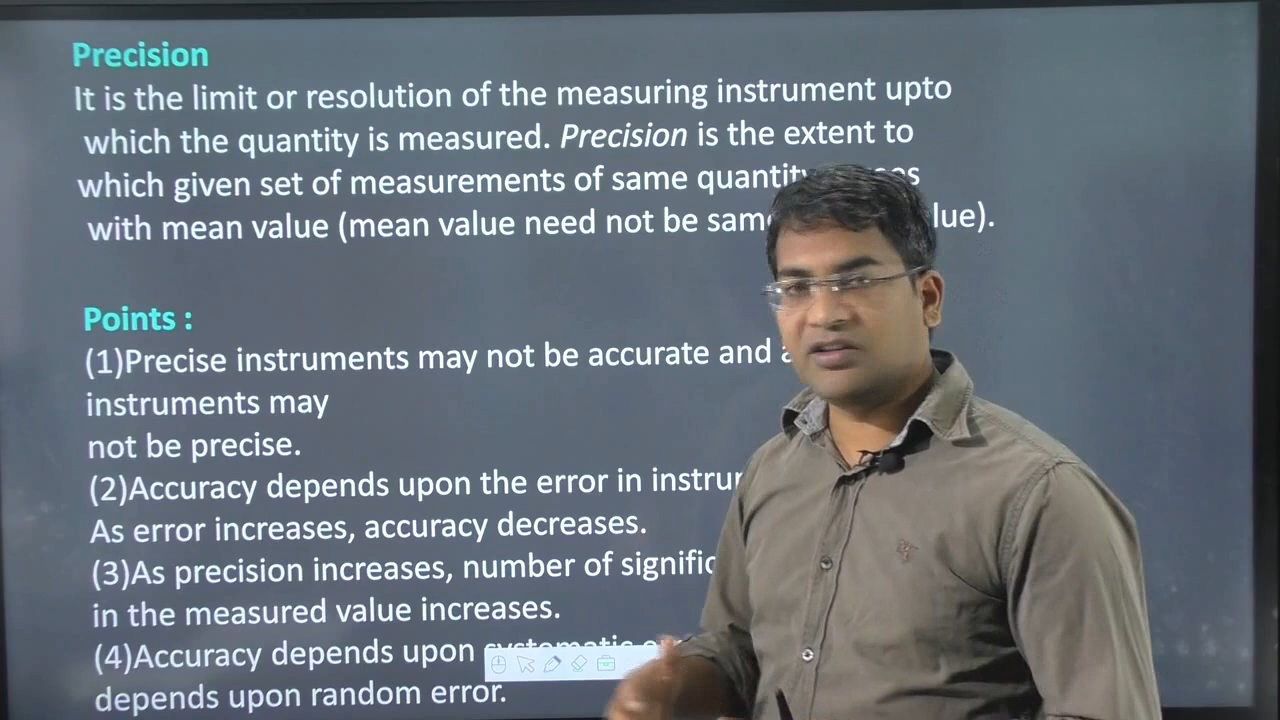 Precision
It is the limit or resolution of the measuring instrument upto
which the quantity is measured. Precision is the extent to
which given set of measurements of same
with mean value (mean value need not be
Points :
(1)Precise instruments may not be accurate and
instruments may
not be precise.
(2)Accuracy depends upon the error in
As error increases, accuracy decreases.
(3)As precision increases, number of
in the measured value increases.
(4)Accuracy depends upon systematic
depends upon random error.